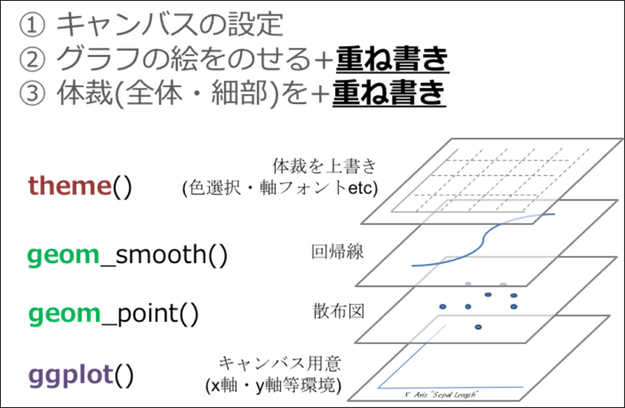 ① キャンバスの設定
② グラフの絵をのせる+重ね書き
③ 体裁(全体・細部)を+重ね書き
theme()
体裁を上書き
(色選択・軸フォントetc)
geom_smooth()
回帰線
geom_point()
散布図
ggplot()
キャンバス用意
(x軸・y軸等環境)
X Axis "Sepal Length"